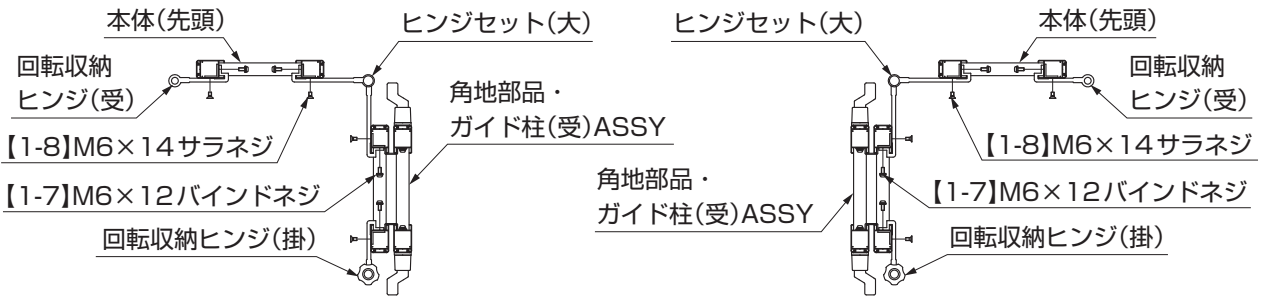 本体(先頭)
ヒンジセット(大)
回転収納
ヒンジ(受)
角地部品・
ガイド柱(受)ASSY
【1-8】M6×14サラネジ
【1-7】M6×12バインドネジ
回転収納ヒンジ(掛)
ヒンジセット(大)
本体(先頭)
回転収納
ヒンジ(受)
【1-8】M6×14サラネジ
角地部品・
ガイド柱(受)ASSY
【1-7】M6×12バインドネジ
回転収納ヒンジ(掛)